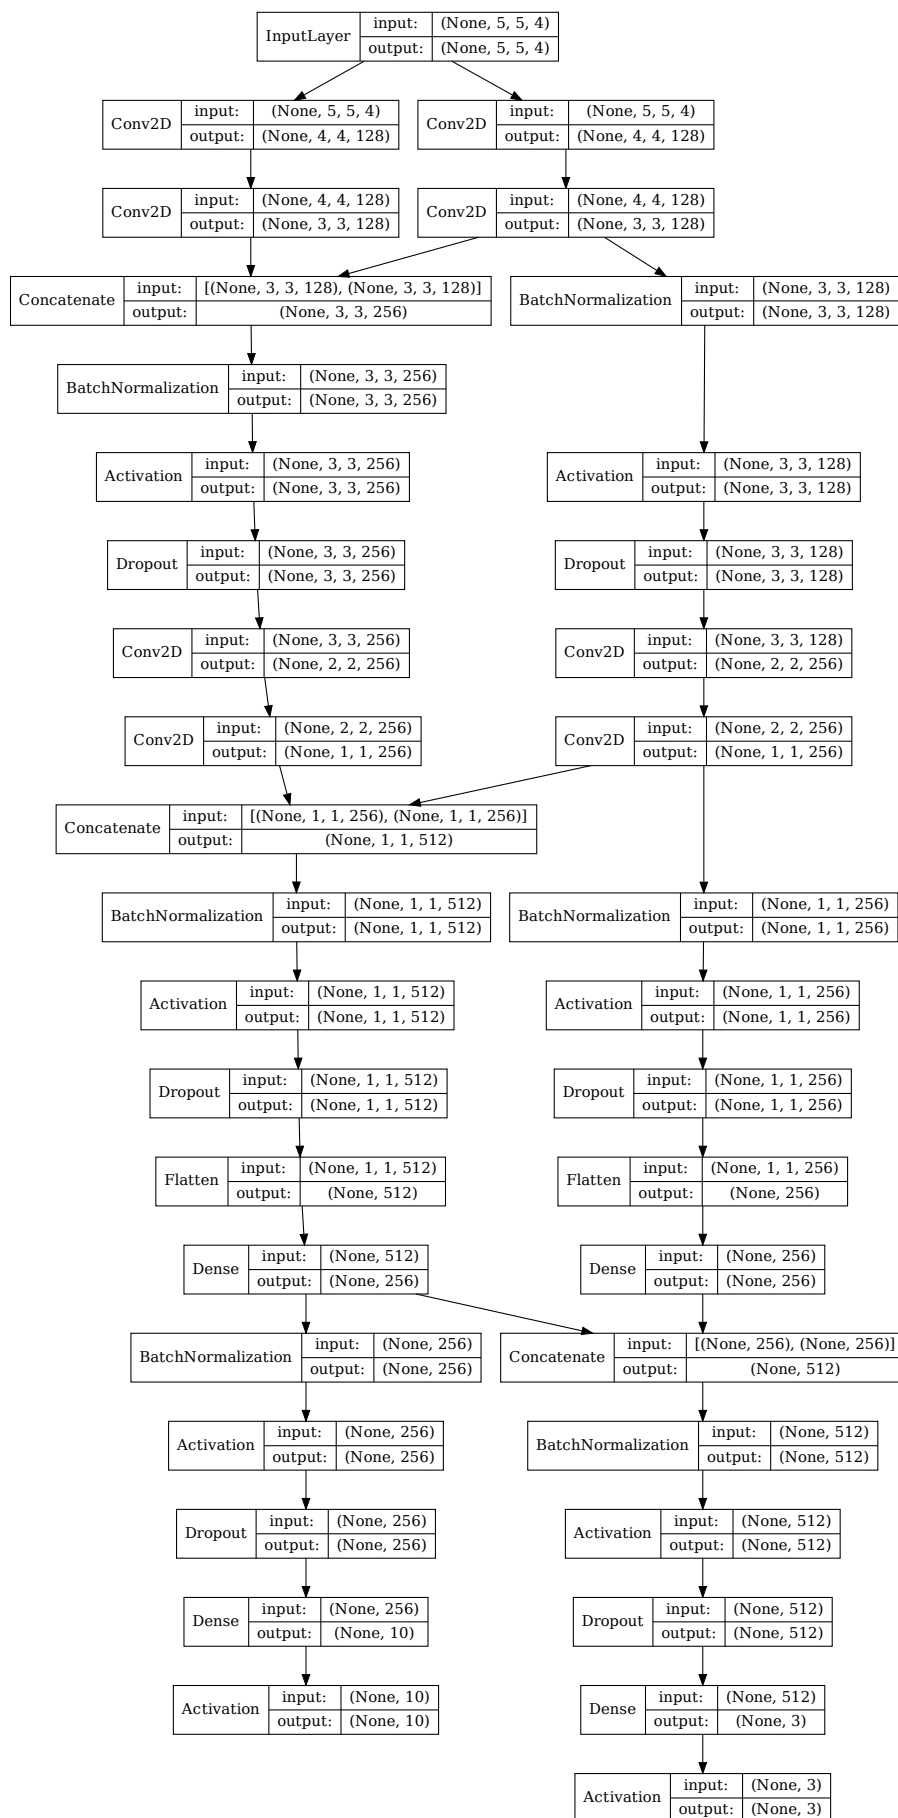 InputLayer input: (None, 5, 5, 4)
output: (None, 5, 5, 4)
Conv2D input: (None, 5, 5, 4)
output: (None, 4, 4, 128)
Conv2D input: (None, 5, 5, 4)
output: (None, 4, 4, 128)
Conv2D input: (None, 4, 4, 128)
output: (None, 3, 3, 128)
Conv2D input: (None, 4, 4, 128)
output: (None, 3, 3, 128)
Concatenate input: [(None, 3, 3, 128), (None, 3, 3, 128)]
output: (None, 3, 3, 256)
BatchNormalization input: (None, 3, 3, 128)
output: (None, 3, 3, 128)
BatchNormalization input: (None, 3, 3, 256)
output: (None, 3, 3, 256)
Activation input: (None, 3, 3, 256)
output: (None, 3, 3, 256)
Activation input: (None, 3, 3, 128)
output: (None, 3, 3, 128)
Dropout input: (None, 3, 3, 256)
output: (None, 3, 3, 256)
Dropout input: (None, 3, 3, 128)
output: (None, 3, 3, 128)
Conv2D input: (None, 3, 3, 256)
output: (None, 2, 2, 256)
Conv2D input: (None, 3, 3, 128)
output: (None, 2, 2, 256)
Conv2D input: (None, 2, 2, 256)
output: (None, 1, 1, 256)
Conv2D input: (None, 2, 2, 256)
output: (None, 1, 1, 256)
Concatenate input: [(None, 1, 1, 256), (None, 1, 1, 256)]
output: (None, 1, 1, 512)
BatchNormalization input: (None, 1, 1, 512)
output: (None, 1, 1, 512)
BatchNormalization input: (None, 1, 1, 256)
output: (None, 1, 1, 256)
Activation input: (None, 1, 1, 512)
output: (None, 1, 1, 512)
Activation input: (None, 1, 1, 256)
output: (None, 1, 1, 256)
Dropout input: (None, 1, 1, 512)
output: (None, 1, 1, 512)
Dropout input: (None, 1, 1, 256)
output: (None, 1, 1, 256)
Flatten input: (None, 1, 1, 512)
output: (None, 512)
Flatten input: (None, 1, 1, 256)
output: (None, 256)
Dense input: (None, 512)
output: (None, 256)
Dense input: (None, 256)
output: (None, 256)
BatchNormalization input: (None, 256)
output: (None, 256)
Concatenate input: [(None, 256), (None, 256)]
output: (None, 512)
Activation input: (None, 256)
output: (None, 256)
BatchNormalization input: (None, 512)
output: (None, 512)
Dropout input: (None, 256)
output: (None, 256)
Activation input: (None, 512)
output: (None, 512)
Dense input: (None, 256)
output: (None, 10)
Dropout input: (None, 512)
output: (None, 512)
Activation input: (None, 10)
output: (None, 10)
Dense input: (None, 512)
output: (None, 3)
Activation input: (None, 3)
output: (None, 3)